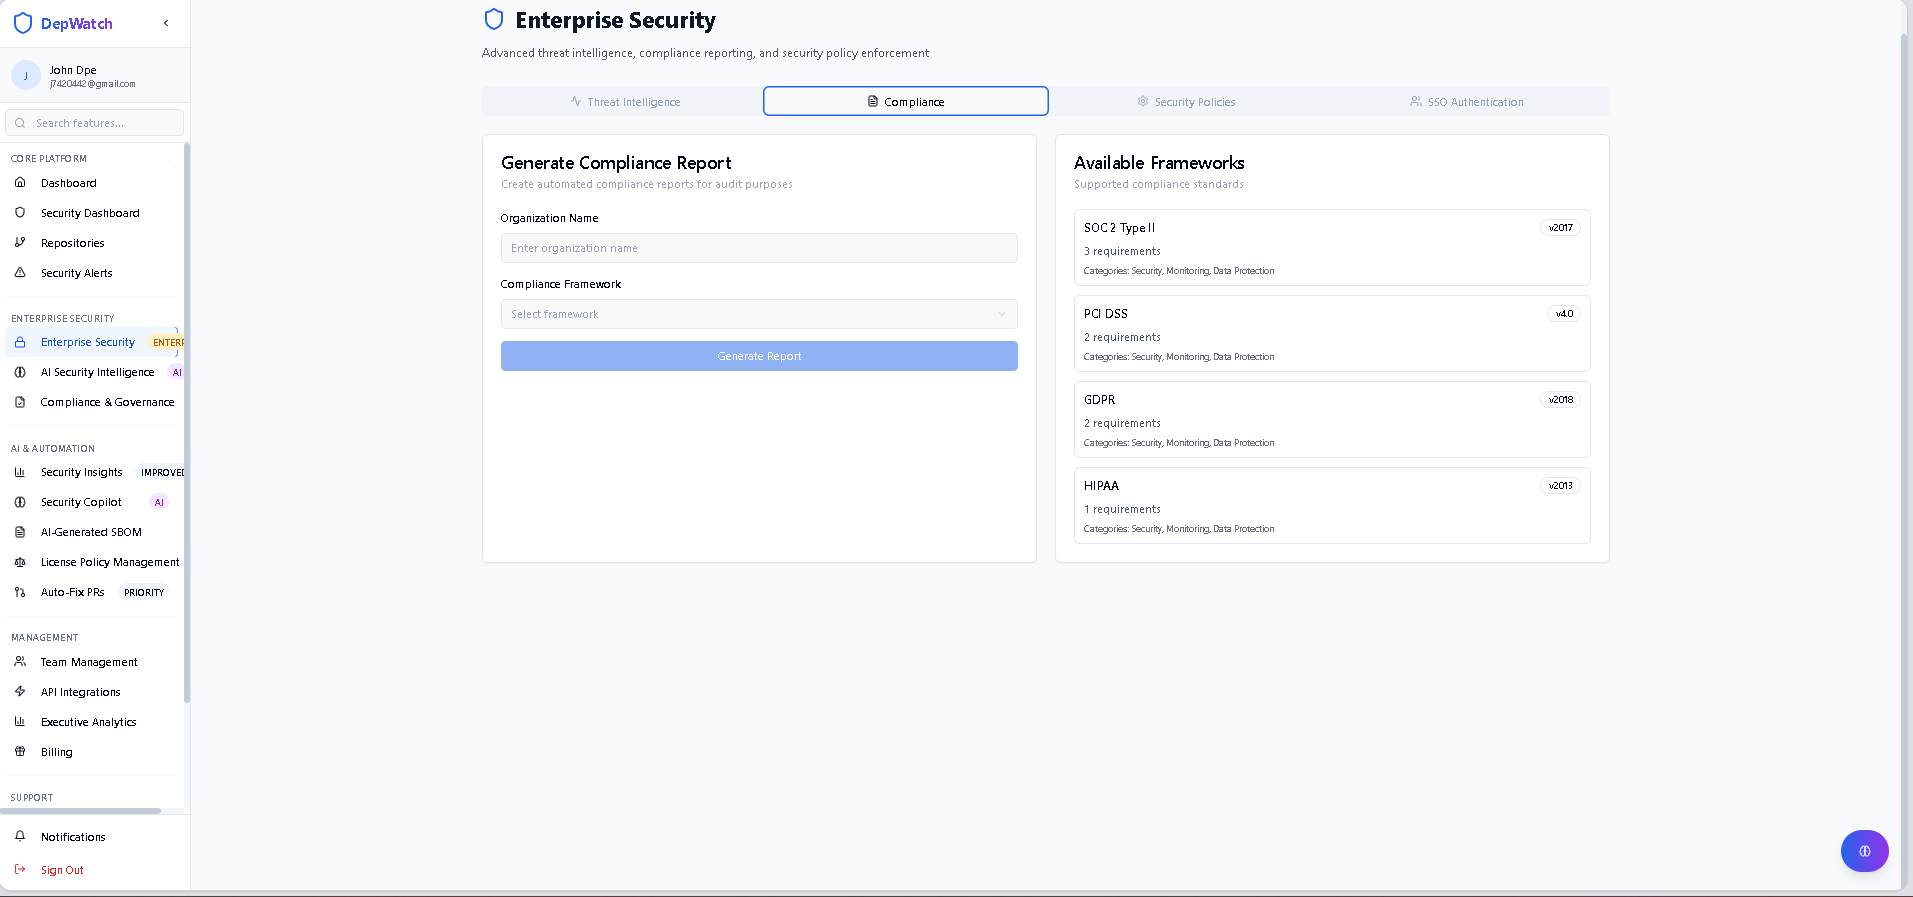 DepWatch
J
John Dpe
j7420442@gmail.com
Search features...
CORE PLATFORM
Dashboard
Security Dashboard
Repositories
Security Alerts
ENTERPRISE SECURITY
Enterprise Security ENTERP
AI Security Intelligence AI
Compliance & Governance
AI & AUTOMATION
Security Insights IMPROVED
Security Copilot AI
AI-Generated SBOM
License Policy Management
Auto-Fix PRs PRIORITY
MANAGEMENT
Team Management
API Integrations
Executive Analytics
Billing
SUPPORT
Notifications
Sign Out
Enterprise Security
Advanced threat intelligence, compliance reporting, and security policy enforcement
Threat Intelligence Compliance Security Policies SSO Authentication
Generate Compliance Report
Create automated compliance reports for audit purposes
Organization Name
Enter organization name
Compliance Framework
Select framework
Generate Report
Available Frameworks
Supported compliance standards
SOC 2 Type II v2017
3 requirements
Categories: Security, Monitoring, Data Protection
PCI DSS v4.0
2 requirements
Categories: Security, Monitoring, Data Protection
GDPR v2018
2 requirements
Categories: Security, Monitoring, Data Protection
HIPAA v2013
1 requirements
Categories: Security, Monitoring, Data Protection